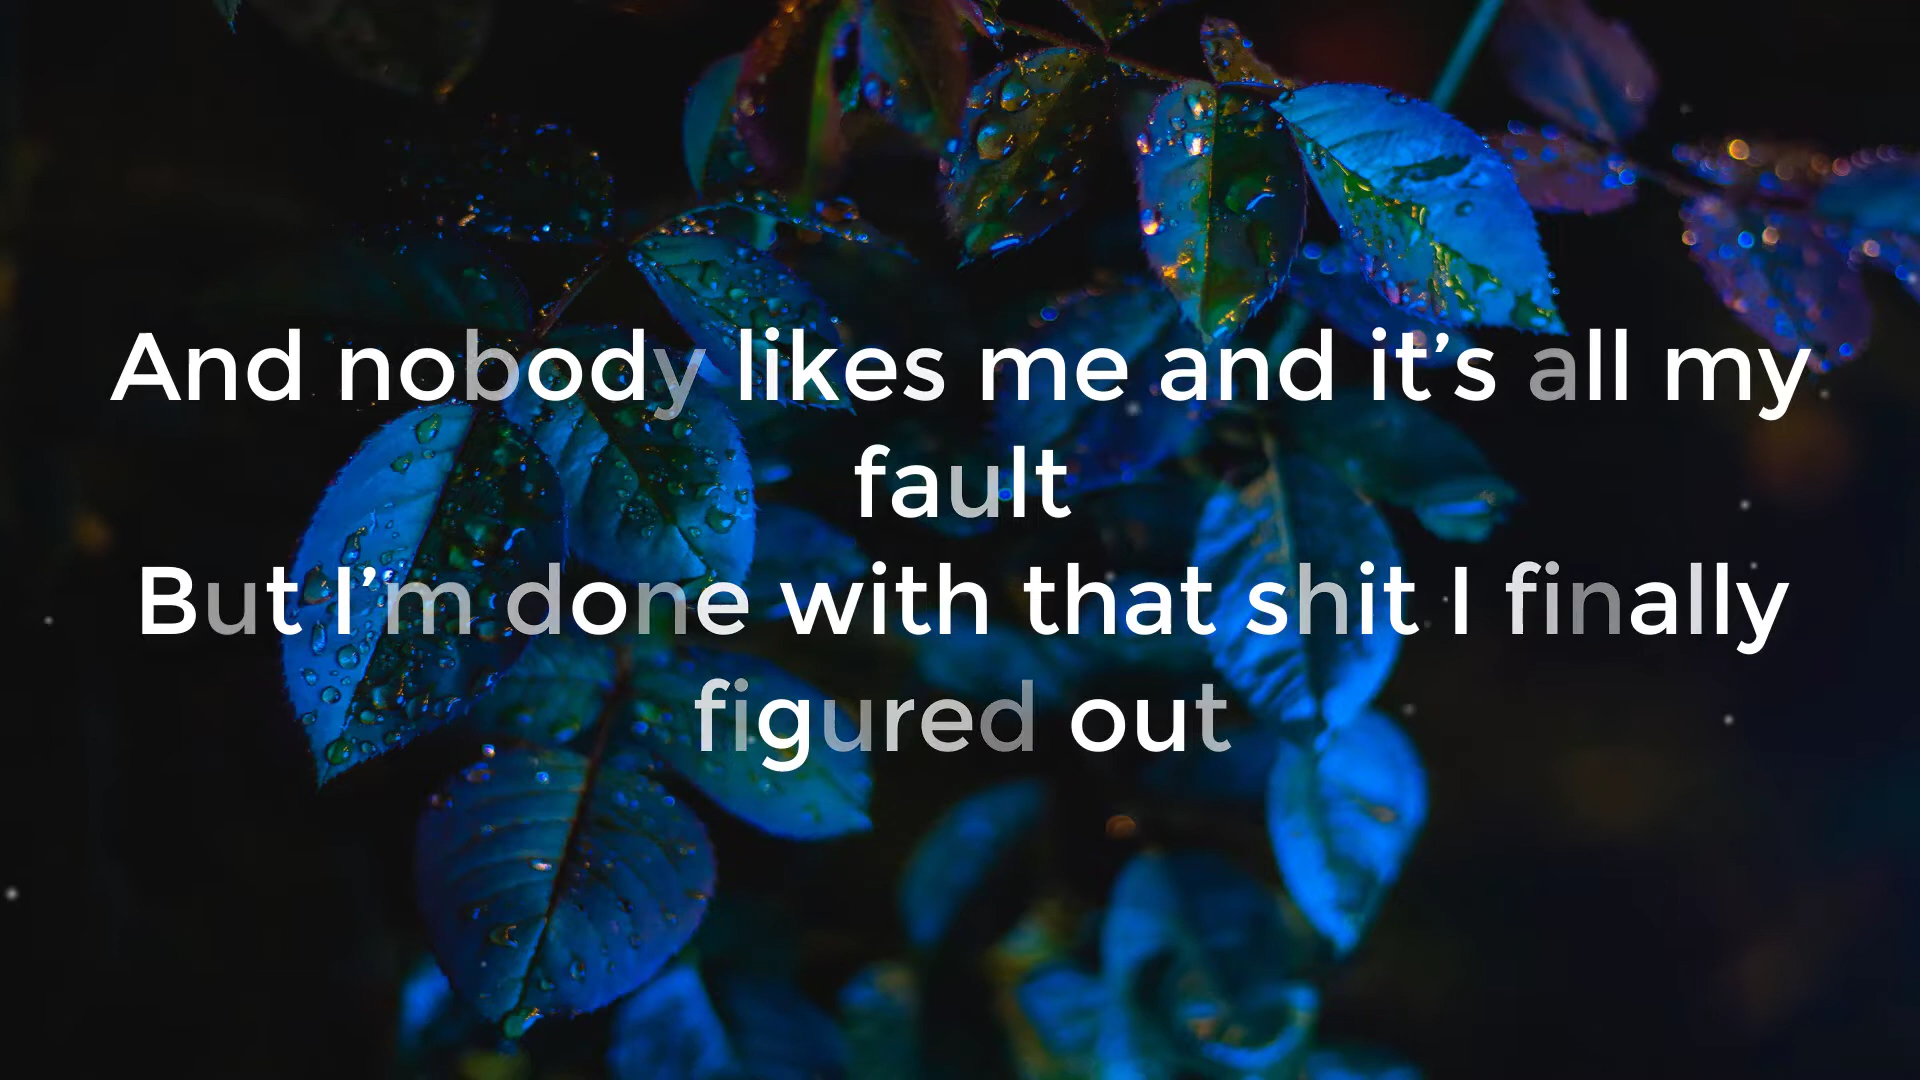 And nobody likes me and it’s all my
fault
But I’m done with that shit I finally
figured out